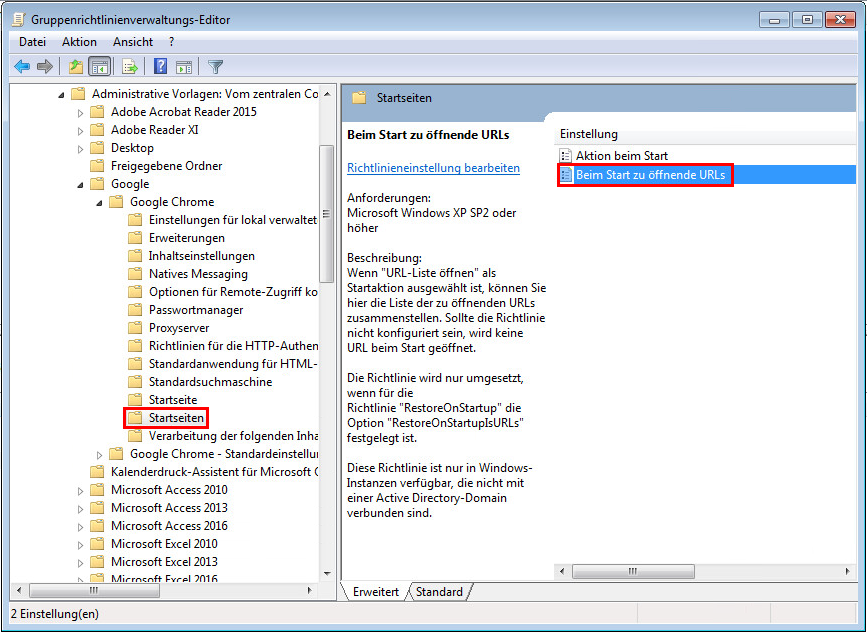 Gruppenrichtlinienverwaltungs-Editor
Datei Aktion Ansicht ?
Administrative Vorlagen: Vom zentralen Co
Adobe Acrobat Reader 2015
Adobe Reader XI
Desktop
Freigegebene Ordner
Google
Google Chrome
Einstellungen für lokal verwaltet
Erweiterungen
Inhaltseinstellungen
Natives Messaging
Optionen für Remote-Zugriff ko
Passwortmanager
Proxyserver
Richtlinien für die HTTP-Authen
Standardanwendung für HTML-
Standardsuchmaschine
Startseite
Startseiten
Verarbeitung der folgenden Inha
Google Chrome - Standardeinstellu
Kalenderdruck-Assistent für Microsoft O
Microsoft Access 2010
Microsoft Access 2013
Microsoft Access 2016
Microsoft Excel 2010
Microsoft Excel 2013
Microsoft Excel 2016
Startseiten
Beim Start zu öffnende URLs
Richtlinieneinstellung bearbeiten
Anforderungen:
Microsoft Windows XP SP2 oder
höher
Beschreibung:
Wenn "URL-Liste öffnen" als
Startaktion ausgewählt ist, können Sie
hier die Liste der zu öffnenden URLs
zusammenstellen. Sollte die Richtlinie
nicht konfiguriert sein, wird keine
URL beim Start geöffnet.
Die Richtlinie wird nur umgesetzt,
wenn für die
Richtlinie "RestoreOnStartup" die
Option "RestoreOnStartupIsURLs"
festgelegt ist.
Diese Richtlinie ist nur in Windows-
Instanzen verfügbar, die nicht mit
einer Active Directory-Domain
verbunden sind.
Einstellung
Aktion beim Start
Beim Start zu öffnende URLs
Erweitert Standard
2 Einstellung(en)